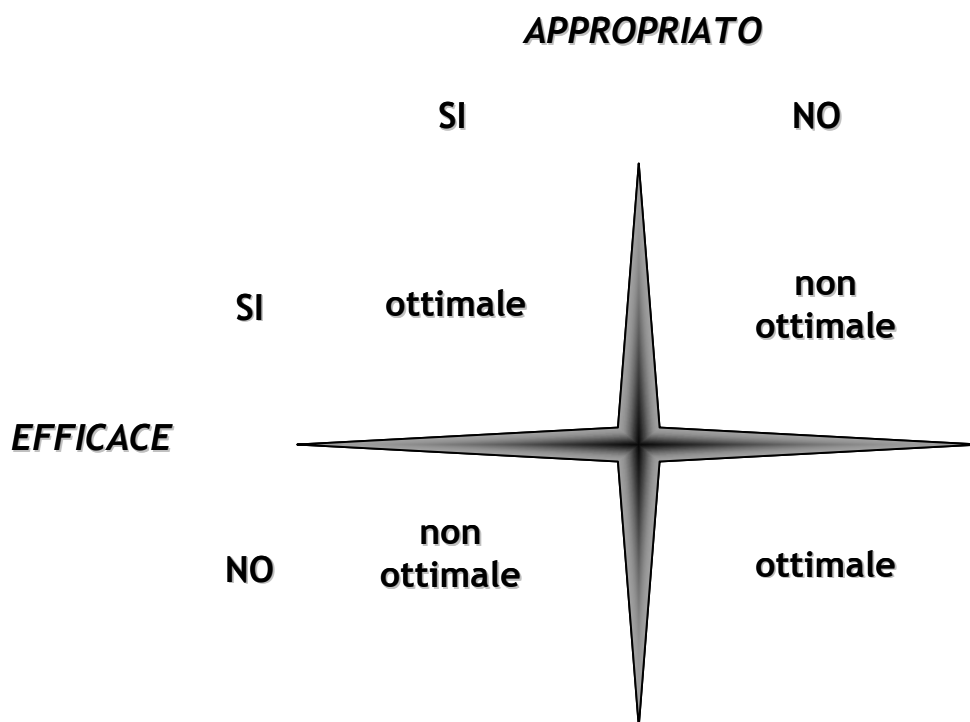 APPROPRIATO
SI NO
SI ottimale non
ottimale
EFFICACE
NO non
ottimale ottimale